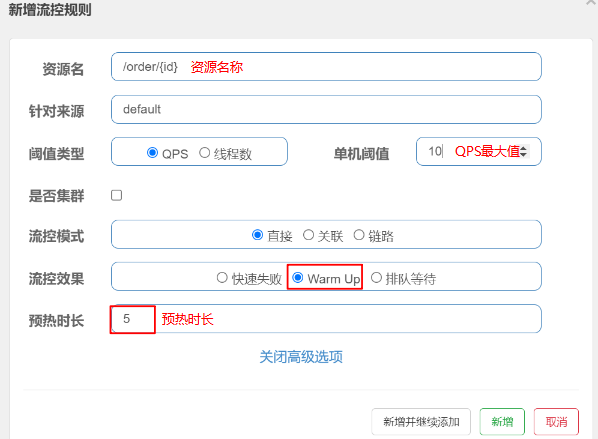 新增流控规则
资源名 /order/{id} 资源名称
针对来源 default
阈值类型 QPS 线程数 单机阈值 10 QPS最大值
是否集群
流控模式 直接 关联 链路
流控效果 快速失败 Warm Up 排队等待
预热时长 5 预热时长
关闭高级选项
新增并继续添加 新增 取消